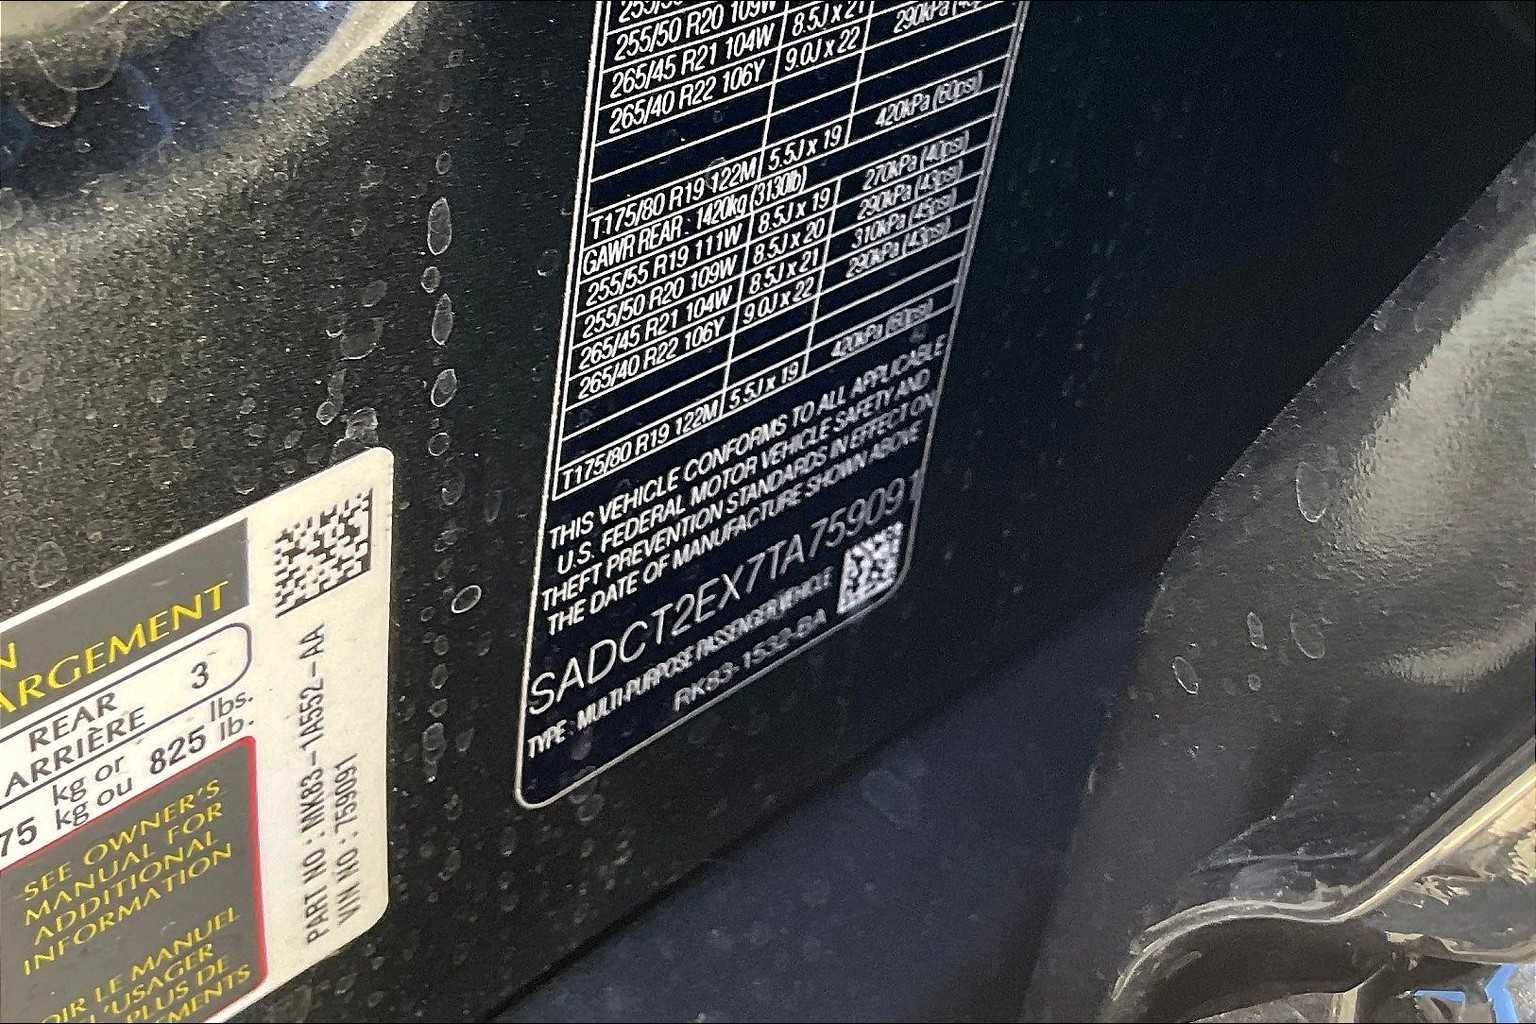 255/50 R20 109W 8.5J x 21 290kPa
265/45 R21 104W 9.0J x 22
265/40 R22 106Y
T175/80 R19 122M 5.5J x 19 420kPa (60psi)
GAWR REAR : 1420kg (3130lb)
255/55 R19 111W 8.5J x 19 270kPa (40psi)
255/50 R20 109W 8.5J x 20 290kPa (43psi)
265/45 R21 104W 8.5J x 21 310kPa (45psi)
265/40 R22 106Y 9.0J x 22 290kPa (43psi)
T175/80 R19 122M 5.5J x 19 420kPa (60psi)
THIS VEHICLE CONFORMS TO ALL APPLICABLE
U.S. FEDERAL MOTOR VEHICLE SAFETY AND
THEFT PREVENTION STANDARDS IN EFFECT ON
THE DATE OF MANUFACTURE SHOWN ABOVE
SADCT2EX7TA759091
TYPE : MULTI-PURPOSE PASSENGER VEHICLE
RK83-1532-BA
N
ARGEMENT
REAR 3
ARRIÈRE
kg or lbs.
75 kg ou 825 lb.
SEE OWNER'S
MANUAL FOR
ADDITIONAL
INFORMATION
OIR LE MANUEL
L'USAGER
PLUS DE
EMENTS
PART NO : MK83-1A552-AA
VIN NO : 759091